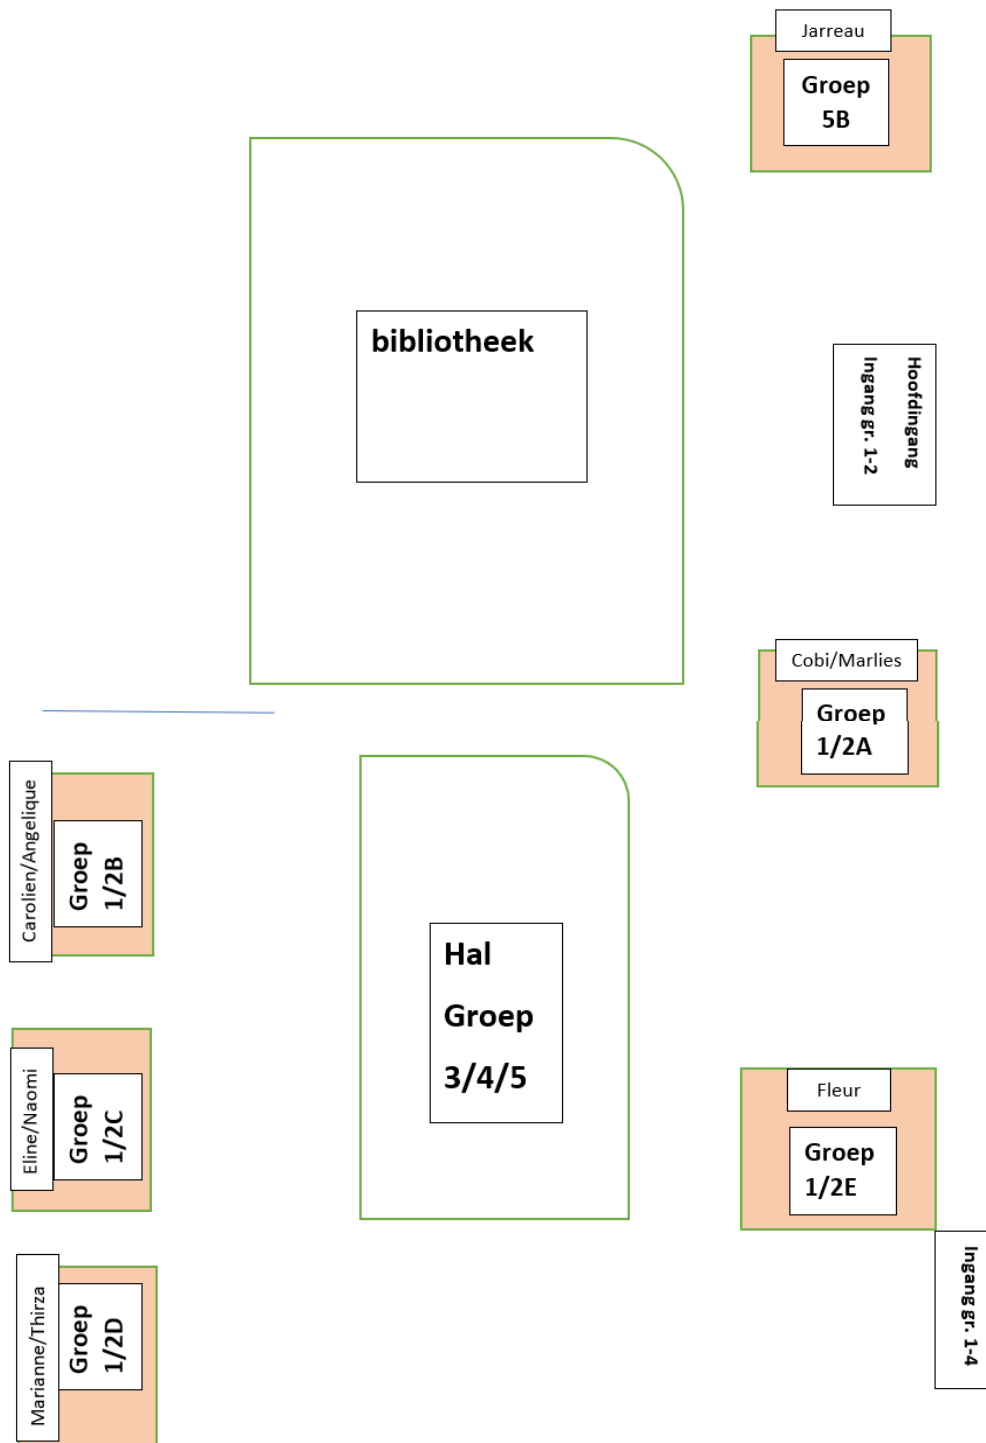 Jarreau
Groep
5B
bibliotheek
Hoofdingang
Ingang gr. 1-2
Cobi/Marlies
Groep
1/2A
Carolien/Angelique
Groep
1/2B
Hal
Groep
3/4/5
Eline/Naomi
Groep
1/2C
Fleur
Groep
1/2E
Ingang gr. 1-4
Marianne/Thirza
Groep
1/2D